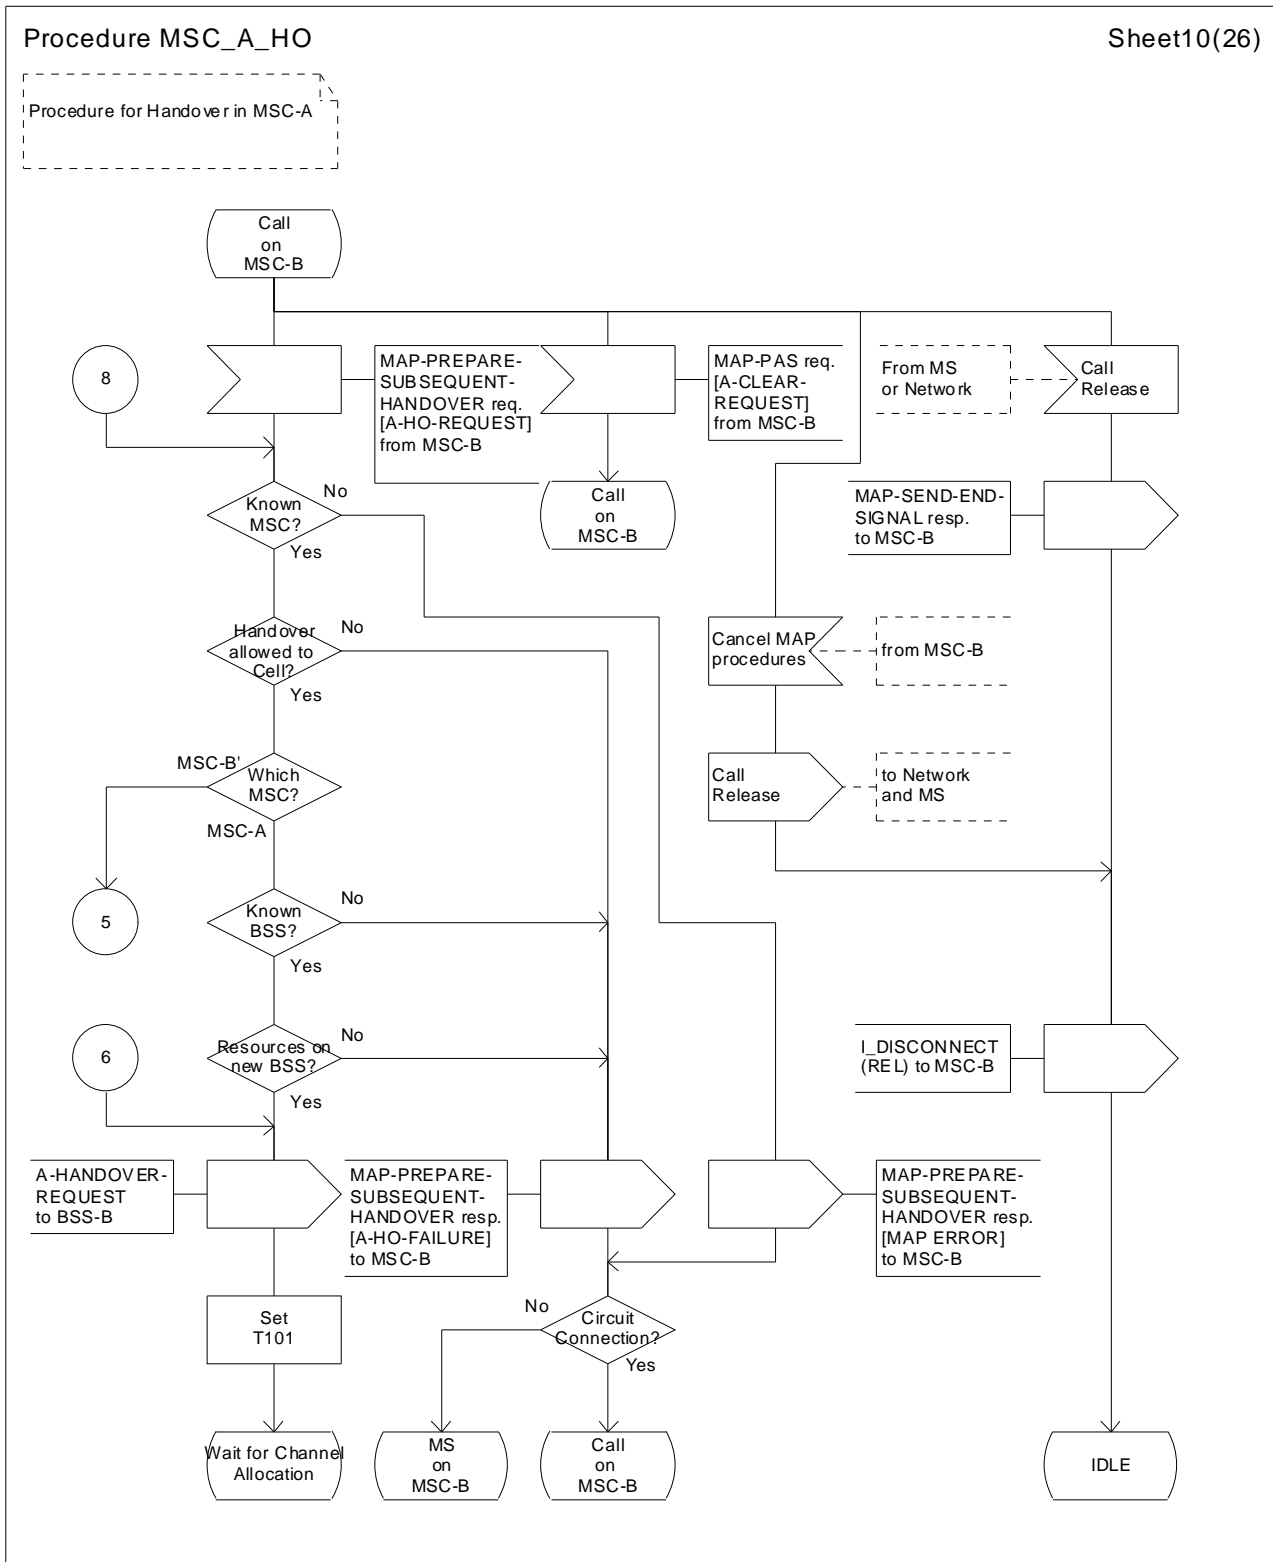 Procedure MSC_A_HO
Sheet10(26)
Procedure for Handover in MSC-A
Call
on
MSC-B
8
MAP-PREPARE-
SUBSEQUENT-
HANDOVER req.
[A-HO-REQUEST]
from MSC-B
MAP-PAS req.
[A-CLEAR-
REQUEST]
from MSC-B
From MS
or Network
Call
Release
Known
MSC?
No
Yes
Call
on
MSC-B
MAP-SEND-END-
SIGNAL resp.
to MSC-B
Handover
allowed to
Cell?
No
Yes
Cancel MAP
procedures
from MSC-B
MSC-B'
Which
MSC?
MSC-A
Call
Release
to Network
and MS
5
Known
BSS?
No
Yes
6
Resources on
new BSS?
No
Yes
I_DISCONNECT
(REL) to MSC-B
A-HANDOVER-
REQUEST
to BSS-B
MAP-PREPARE-
SUBSEQUENT-
HANDOVER resp.
[A-HO-FAILURE]
to MSC-B
MAP-PREPARE-
SUBSEQUENT-
HANDOVER resp.
[MAP ERROR]
to MSC-B
Set
T101
No
Circuit
Connection?
Yes
Wait for Channel
Allocation
MS
on
MSC-B
Call
on
MSC-B
IDLE